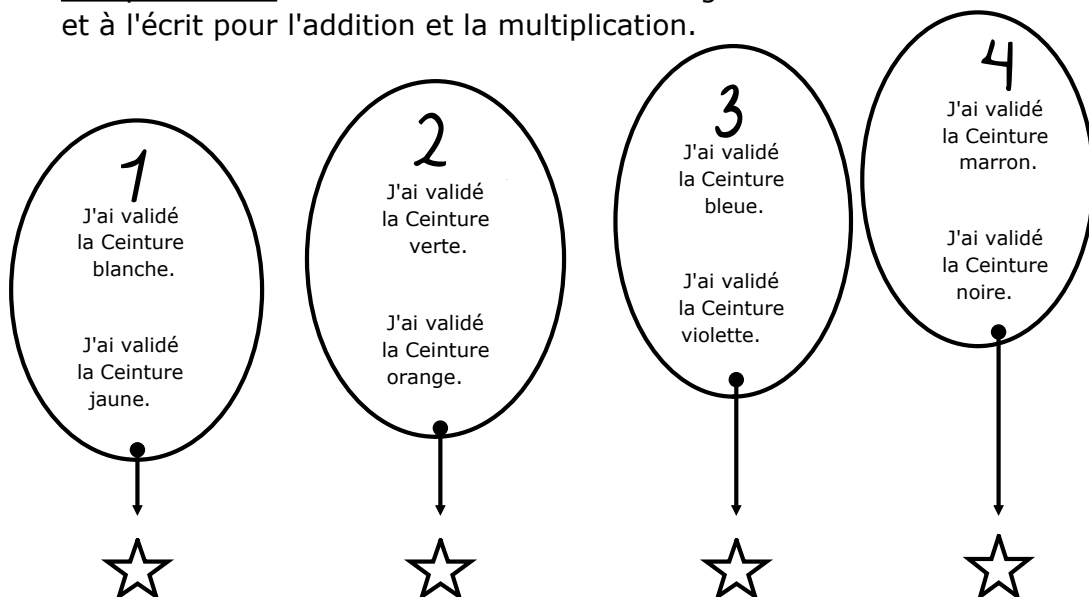 et à l'écrit pour l'addition et la multiplication.
1
J'ai validé
la Ceinture
blanche.
J'ai validé
la Ceinture
jaune.
2
J'ai validé
la Ceinture
verte.
J'ai validé
la Ceinture
orange.
3
J'ai validé
la Ceinture
bleue.
J'ai validé
la Ceinture
violette.
4
J'ai validé
la Ceinture
marron.
J'ai validé
la Ceinture
noire.